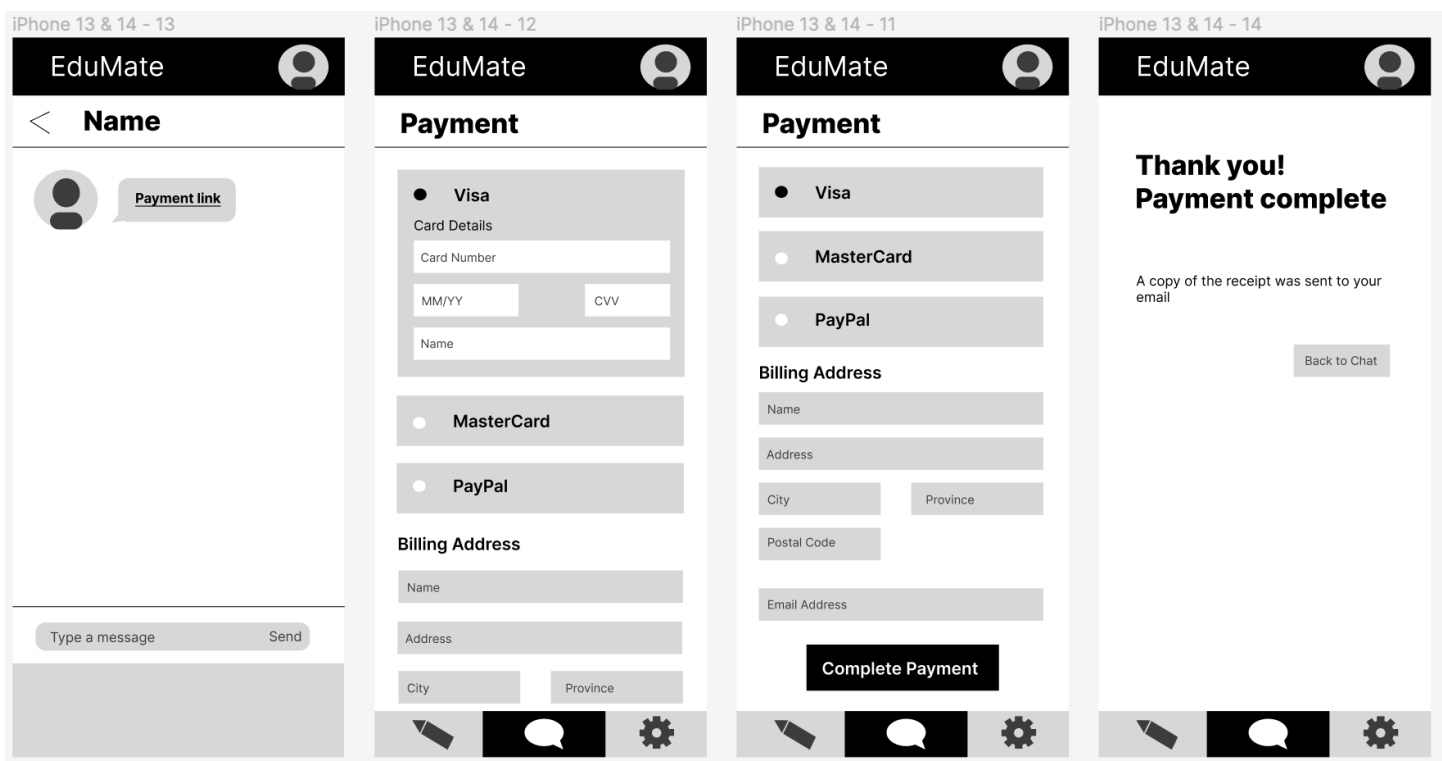 iPhone 13 & 14 - 13
EduMate
Name
Payment link
Type a message
Send
iPhone 13 & 14 - 12
EduMate
Payment
Visa
Card Details
Card Number
MM/YY
CVV
Name
MasterCard
PayPal
Billing Address
Name
Address
City
Province
iPhone 13 & 14 - 11
EduMate
Payment
Visa
MasterCard
PayPal
Billing Address
Name
Address
City
Province
Postal Code
Email Address
Complete Payment
iPhone 13 & 14 - 14
EduMate
Thank you!
Payment complete
A copy of the receipt was sent to your
email
Back to Chat